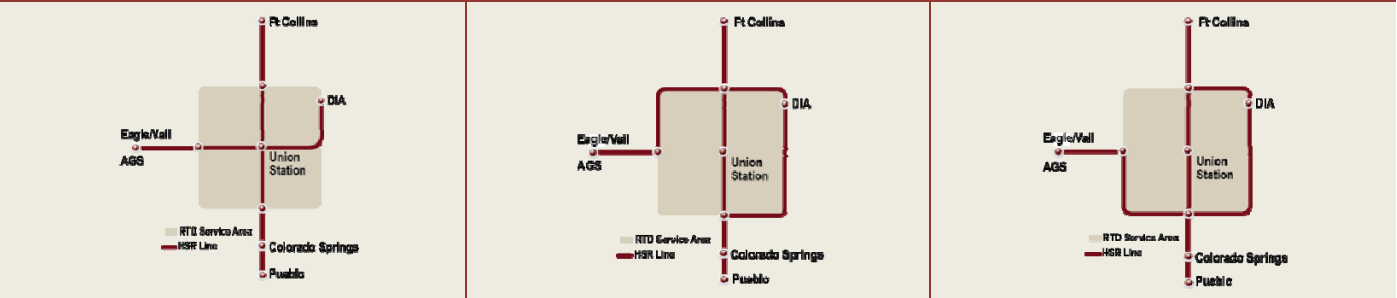 Ft Collins
DIA
Eagle/Vail
AGS
Union
Station
RTD Service Area
HSR Line
Colorado Springs
Pueblo
Ft Collins
DIA
Eagle/Vail
AGS
Union
Station
RTD Service Area
HSR Line
Colorado Springs
Pueblo
Ft Collins
DIA
Eagle/Vail
AGS
Union
Station
RTD Service Area
HSR Line
Colorado Springs
Pueblo